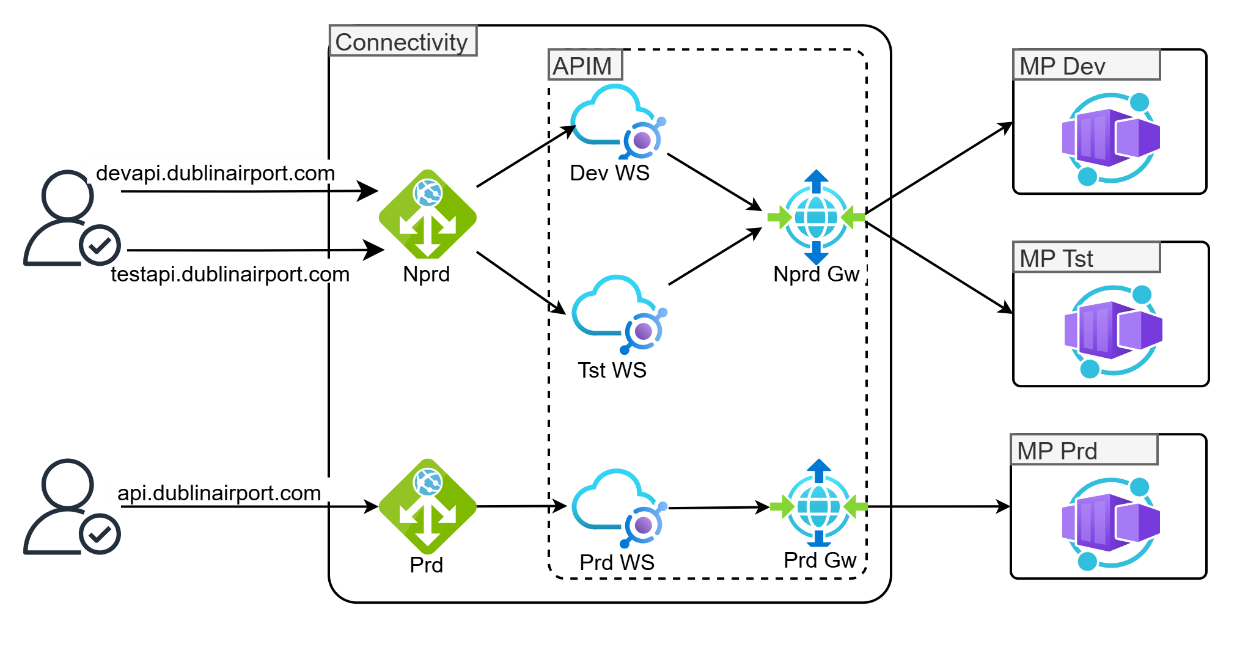 Connectivity
APIM
MP Dev
devapi.dublinairport.com
Dev WS
testapi.dublinairport.com
Nprd
Nprd Gw
MP Tst
Tst WS
MP Prd
api.dublinairport.com
Prd
Prd WS
Prd Gw